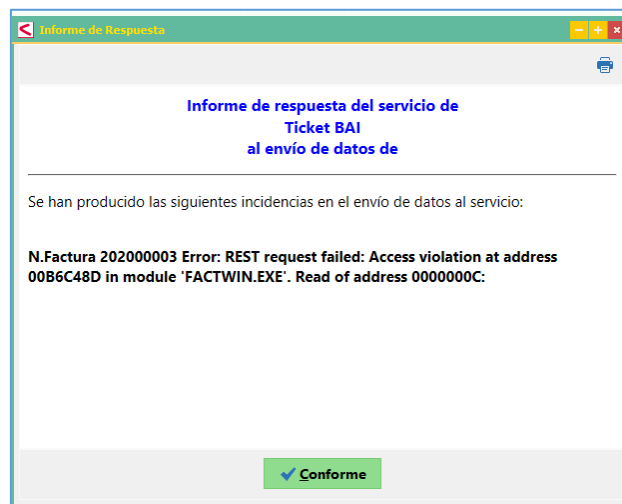 Informe de Respuesta
Informe de respuesta del servicio de
Ticket BAI
al envío de datos de
Se han producido las siguientes incidencias en el envío de datos al servicio:
N.Factura 202000003 Error: REST request failed: Access violation at address
00B6C48D in module 'FACTWIN.EXE'. Read of address 0000000C:
Conforme